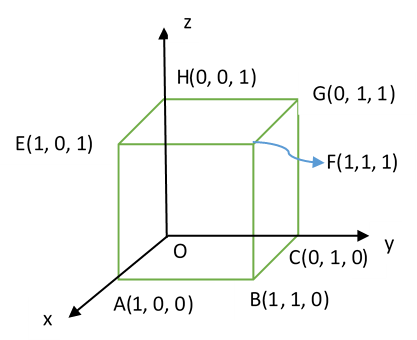 z
H(0, 0, 1)
G(0, 1, 1)
E(1, 0, 1)
F(1,1, 1)
O
y
C(0, 1, 0)
A(1, 0, 0)
B(1, 1, 0)
x